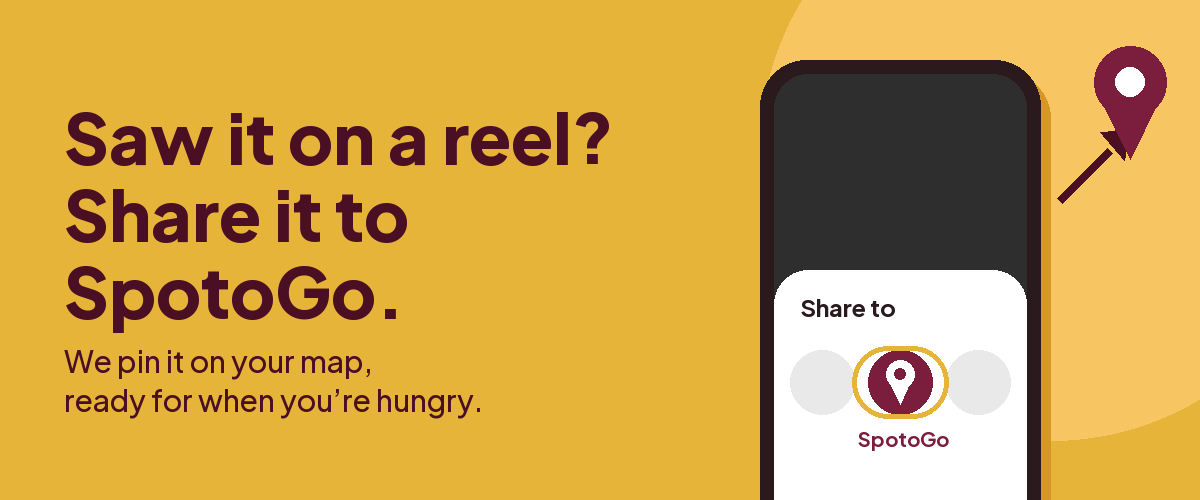 Saw it on a reel?
Share it to
SpotoGo.
We pin it on your map,
ready for when you’re hungry.
Share to
SpotoGo